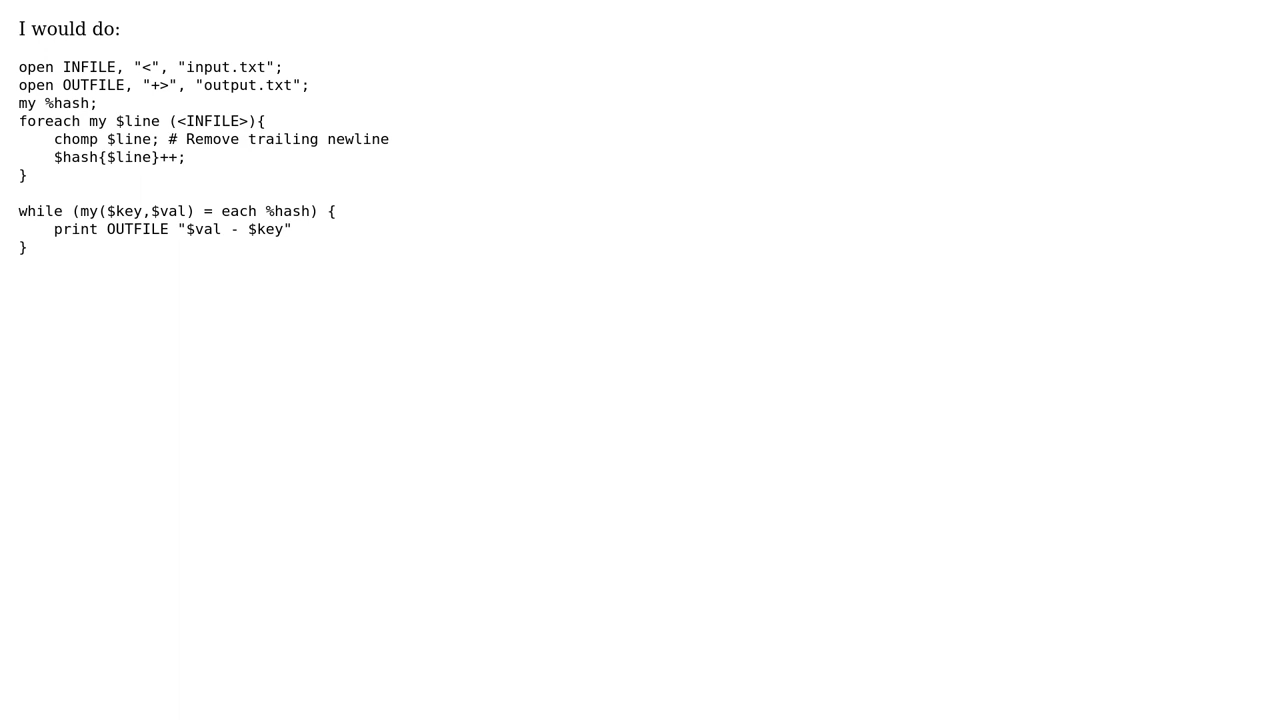 I would do:
open INFILE, "<", "input.txt";
open OUTFILE, "+>", "output.txt";
my %hash;
foreach my $line (<INFILE>){
    chomp $line; # Remove trailing newline
    $hash{$line}++;
}

while (my($key,$val) = each %hash) {
    print OUTFILE "$val - $key"
}